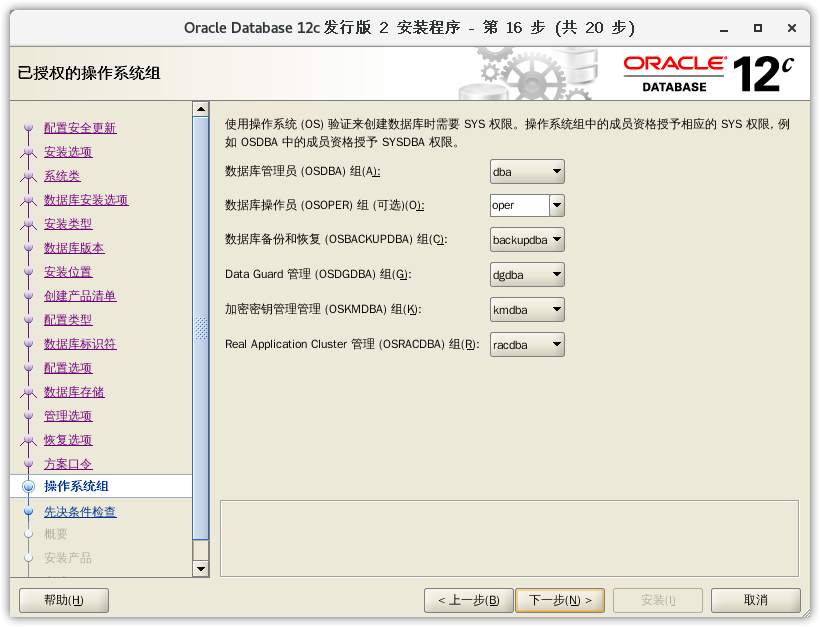 Oracle Database 12c 发行版 2 安装程序 - 第 16 步 (共 20 步)
已授权的操作系统组
ORACLE®
DATABASE
12c
配置安全更新
安装选项
系统类
数据库安装选项
安装类型
数据库版本
安装位置
创建产品清单
配置类型
数据库标识符
配置选项
数据库存储
管理选项
恢复选项
方案口令
操作系统组
先决条件检查
概要
安装产品
使用操作系统 (OS) 验证来创建数据库时需要 SYS 权限。操作系统组中的成员资格授予相应的 SYS 权限, 例
如 OSDBA 中的成员资格授予 SYSDBA 权限。
数据库管理员 (OSDBA) 组(A): dba
数据库操作员 (OSOPER) 组 (可选)(O): oper
数据库备份和恢复 (OSBACKUPDBA) 组(C): backupdba
Data Guard 管理 (OSDGDBA) 组(G): dgdba
加密密钥管理管理 (OSKMDBA) 组(K): kmdba
Real Application Cluster 管理 (OSRACDBA) 组(R): racdba
帮助(H) < 上一步(B) 下一步(N) > 安装(I) 取消